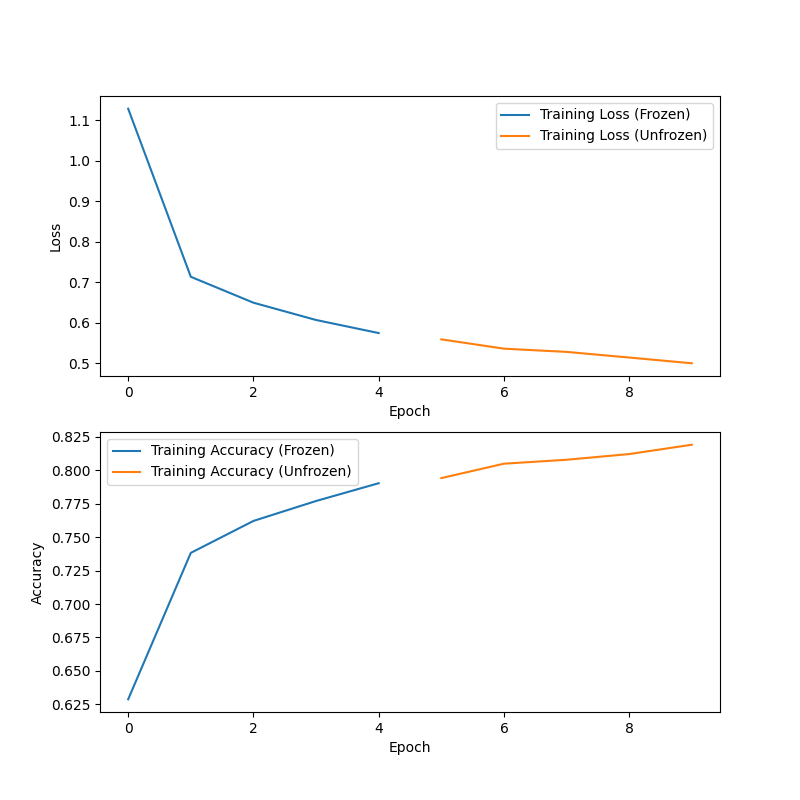 Training Loss (Frozen)
Training Loss (Unfrozen)
1.1
1.0
0.9
0.8
0.7
0.6
0.5
Loss
0 2 4 6 8
Epoch
Training Accuracy (Frozen)
Training Accuracy (Unfrozen)
0.825
0.800
0.775
0.750
0.725
0.700
0.675
0.650
0.625
Accuracy
0 2 4 6 8
Epoch